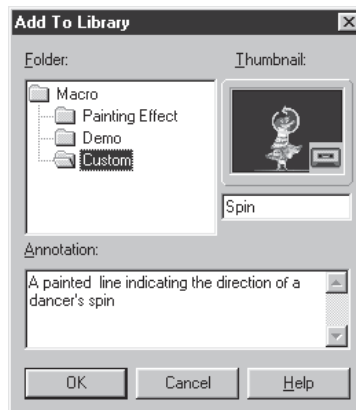 Add To Library
Folder:
Thumbnail:
Macro
Painting Effect
Demo
Custom
Spin
Annotation:
A painted line indicating the direction of a
dancer's spin
OK
Cancel
Help